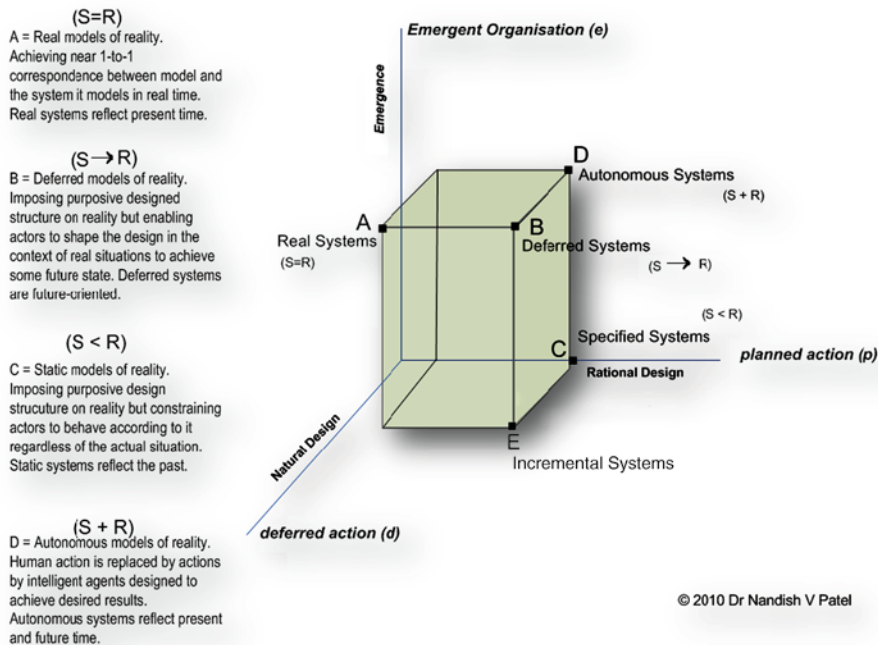 (S=R)
A = Real models of reality.
Achieving near 1-to-1
correspondence between model and
the system it models in real time.
Real systems reflect present time.
(S → R)
B = Deferred models of reality.
Imposing purposive designed
structure on reality but enabling
actors to shape the design in the
context of real situations to achieve
some future state. Deferred systems
are future-oriented.
(S < R)
C = Static models of reality.
Imposing purposive design
strucuture on reality but constraining
actors to behave according to it
regardless of the actual situation.
Static systems reflect the past.
(S + R)
D = Autonomous models of reality.
Human action is replaced by actions
by intelligent agents designed to
achieve desired results.
Autonomous systems reflect present
and future time.
Emergent Organisation (e)
Emergence
D
Autonomous Systems
(S + R)
A
Real Systems
(S=R)
B
Deferred Systems
(S → R)
(S < R)
Specified Systems
C
planned action (p)
Rational Design
Natural Design
E
Incremental Systems
deferred action (d)
© 2010 Dr Nandish V Patel